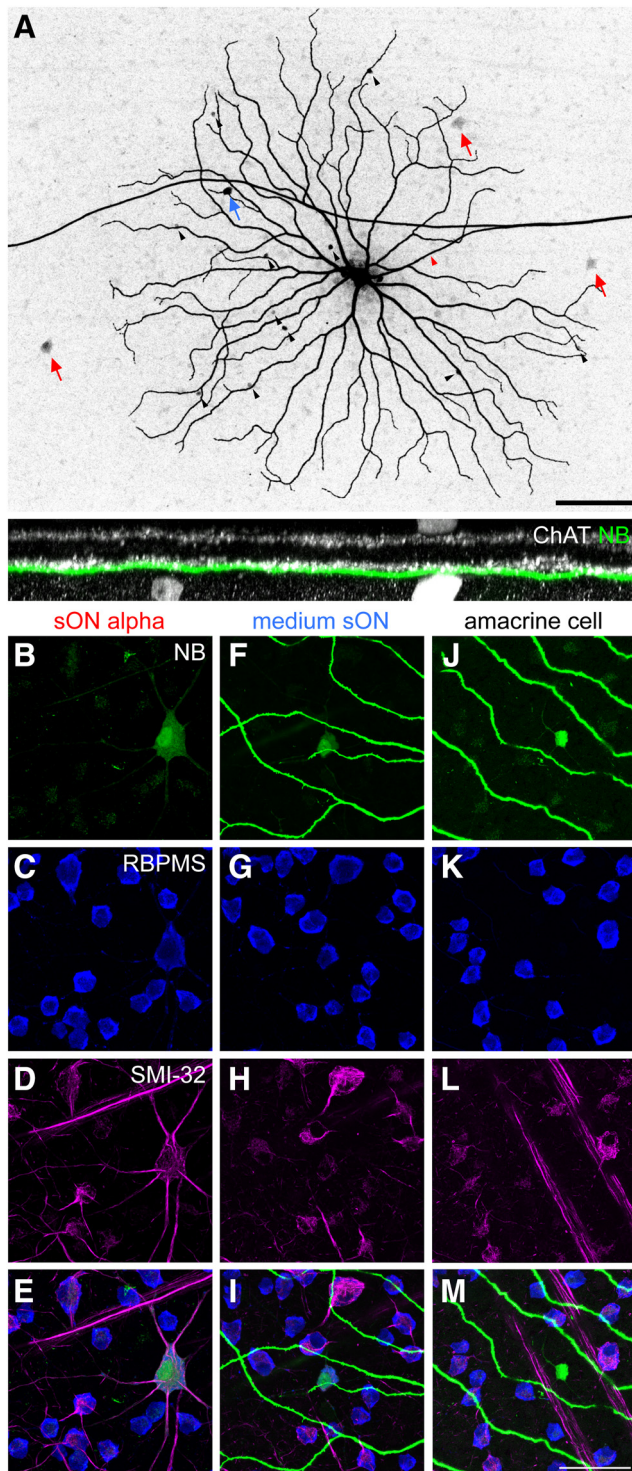 A
ChAT NB
sON alpha medium sON amacrine cell
B NB F J
C RBPMS G K
D SMI-32 H L
E I M